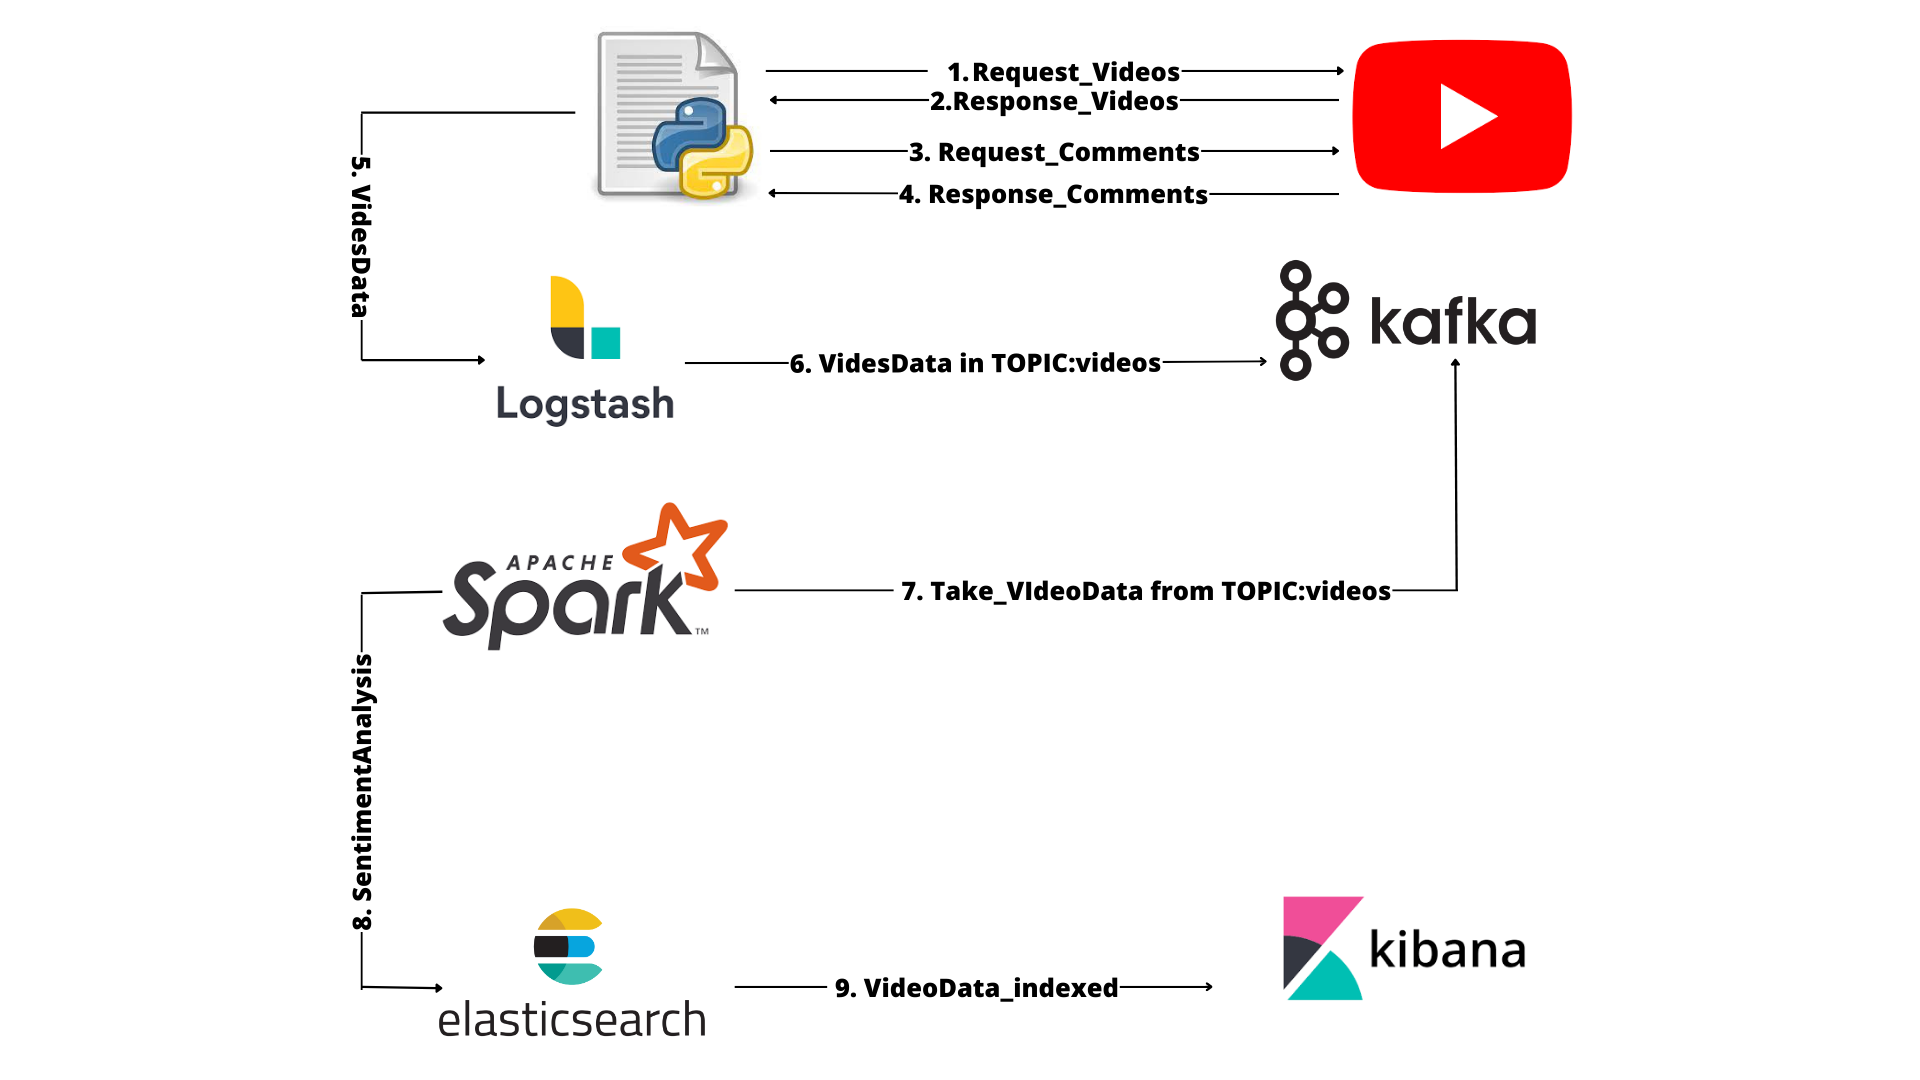 1.Request_Videos
2.Response_Videos
3. Request_Comments
4. Response_Comments
5. VidesData
Logstash
6. VidesData in TOPIC:videos
kafka
APACHE
Spark™
7. Take_VIdeoData from TOPIC:videos
8. SentimentAnalysis
elasticsearch
9. VideoData_indexed
kibana